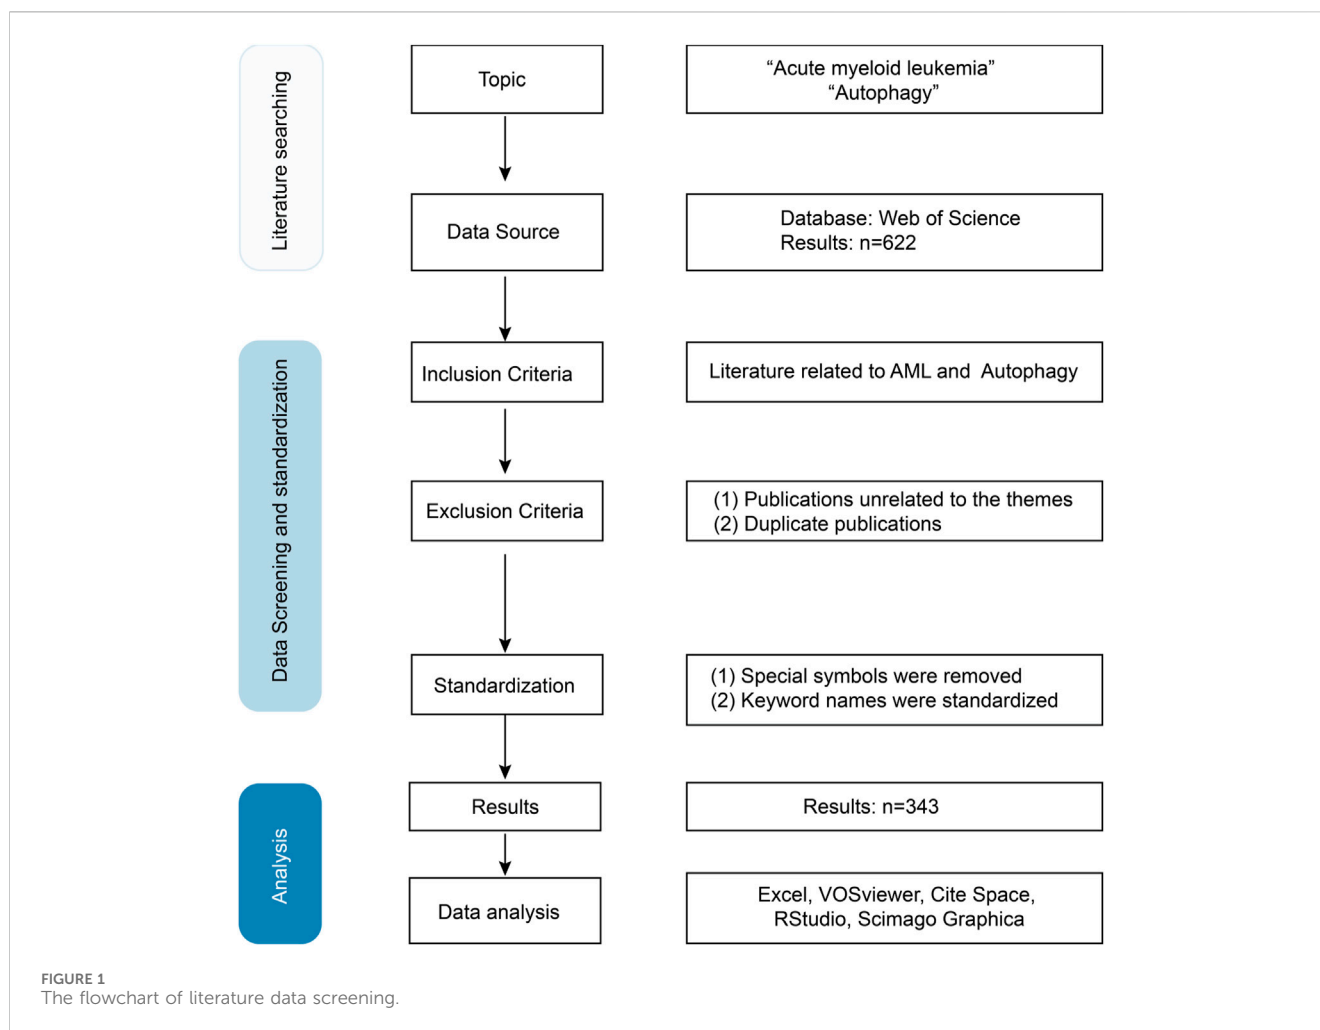 Literature searching
Topic
“Acute myeloid leukemia”
“Autophagy”
Data Source
Database: Web of Science
Results: n=622
Data Screening and standardization
Inclusion Criteria
Literature related to AML and Autophagy
Exclusion Criteria
(1) Publications unrelated to the themes
(2) Duplicate publications
Standardization
(1) Special symbols were removed
(2) Keyword names were standardized
Analysis
Results
Results: n=343
Data analysis
Excel, VOSviewer, Cite Space,
RStudio, Scimago Graphica
FIGURE 1
The flowchart of literature data screening.